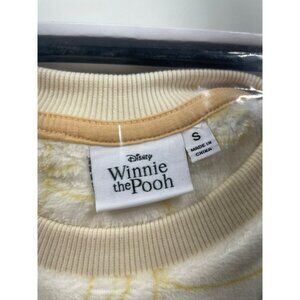 Disney
Winnie
the Pooh
S
MADE IN
CHINA